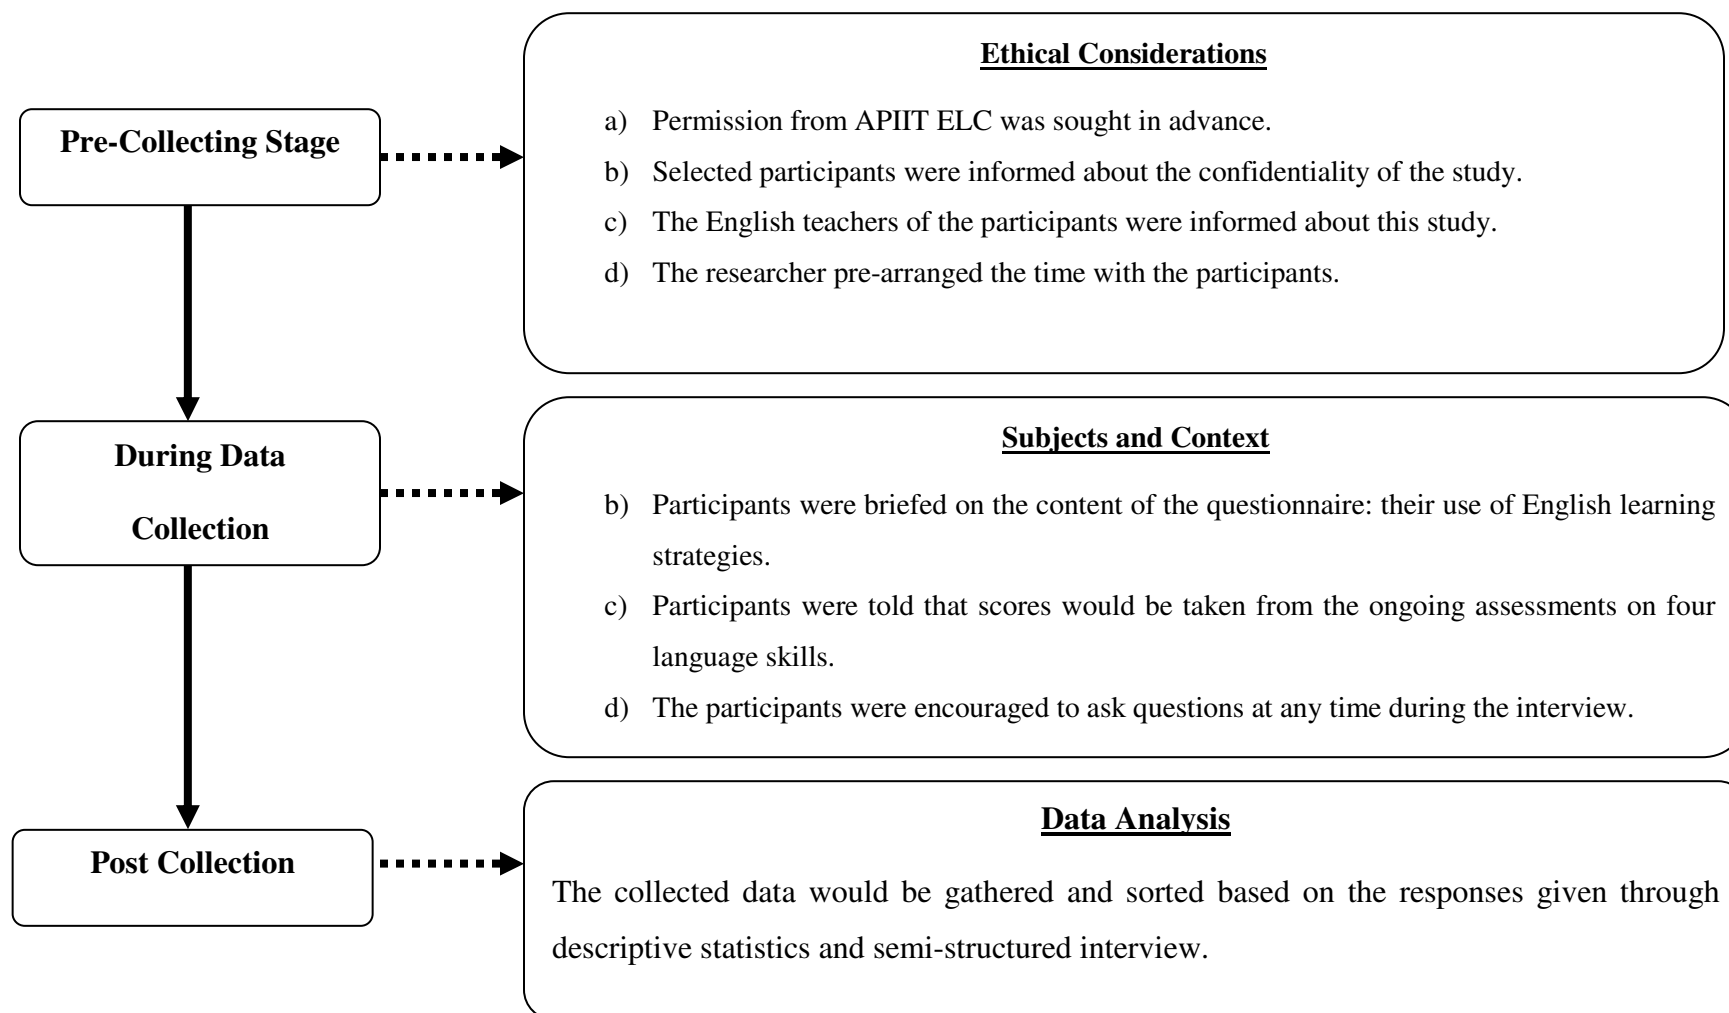 Pre-Collecting Stage
Ethical Considerations
a) Permission from APIIT ELC was sought in advance.
b) Selected participants were informed about the confidentiality of the study.
c) The English teachers of the participants were informed about this study.
d) The researcher pre-arranged the time with the participants.
During Data
Collection
Subjects and Context
b) Participants were briefed on the content of the questionnaire: their use of English learning
strategies.
c) Participants were told that scores would be taken from the ongoing assessments on four
language skills.
d) The participants were encouraged to ask questions at any time during the interview.
Post Collection
Data Analysis
The collected data would be gathered and sorted based on the responses given through
descriptive statistics and semi-structured interview.